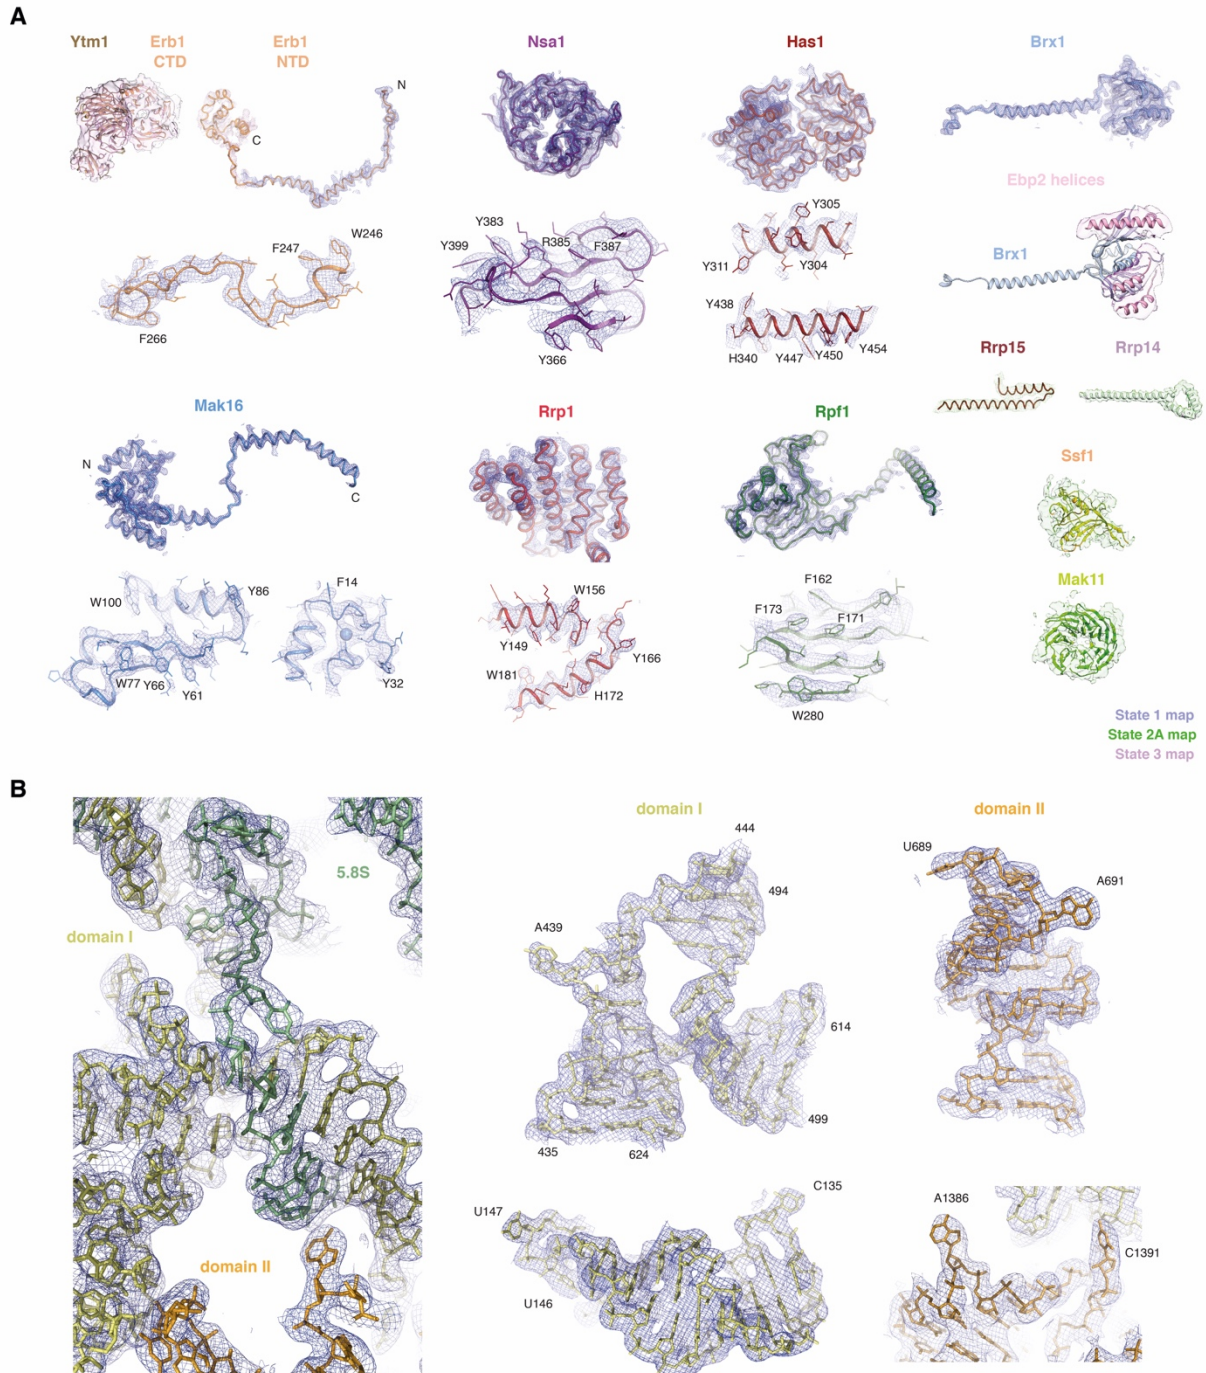 A
Ytm1
Erb1
CTD
Erb1
NTD
N
C
W246
F247
F266
Nsa1
Y383
Y399
R385
F387
Y366
Has1
Y305
Y311
Y304
Y438
H340
Y447
Y450
Y454
Brx1
Ebp2 helices
Brx1
Rrp15
Rrp14
Mak16
N
C
W100
Y86
W77
Y66
Y61
F14
Y32
Rrp1
W156
Y149
Y166
W181
H172
Rpf1
F162
F173
F171
W280
Ssf1
Mak11
State 1 map
State 2A map
State 3 map
B
5.8S
domain I
domain II
domain I
444
494
A439
614
499
435
624
C135
U147
U146
domain II
U689
A691
A1386
C1391